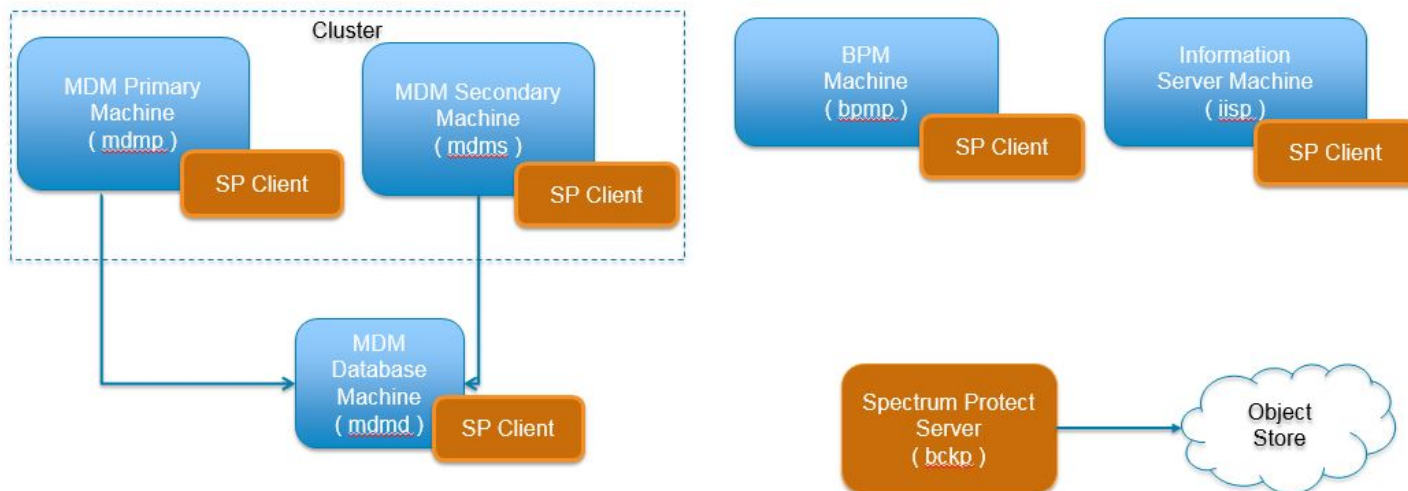 Cluster
MDM Primary
Machine
( mdmp )
SP Client
MDM Secondary
Machine
( mdms )
SP Client
BPM
Machine
( bpmp )
SP Client
Information
Server Machine
( iisp )
SP Client
MDM
Database
Machine
( mdmd )
SP Client
Spectrum Protect
Server
( bckp )
Object
Store